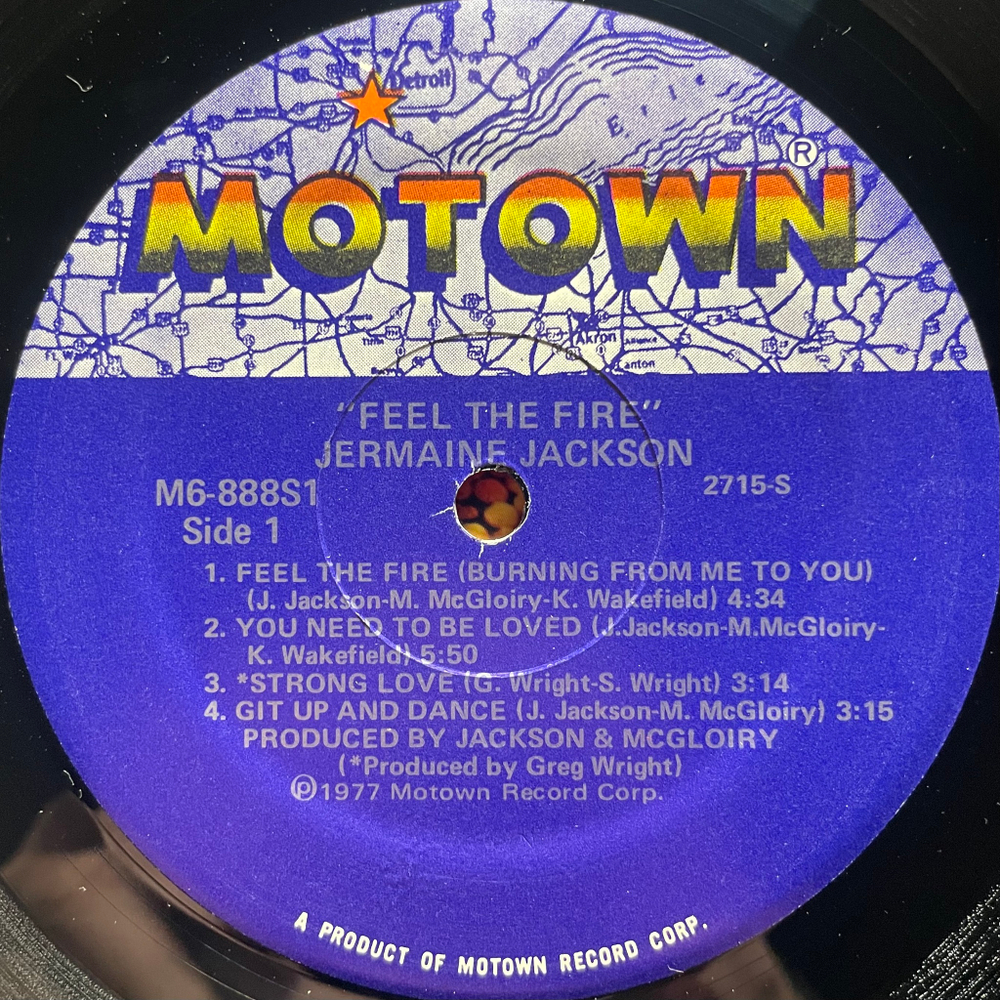 Detroit
Erie
®
MOTOWN
Akron
"FEEL THE FIRE"
JERMAINE JACKSON
M6-888S1
2715-S
Side 1
1. FEEL THE FIRE (BURNING FROM ME TO YOU)
(J. Jackson-M. McGloiry-K. Wakefield) 4:34
2. YOU NEED TO BE LOVED (J.Jackson-M.McGloiry-
K. Wakefield) 5:50
3. *STRONG LOVE (G. Wright-S. Wright) 3:14
4. GIT UP AND DANCE (J. Jackson-M. McGloiry) 3:15
PRODUCED BY JACKSON & MCGLOIRY
(*Produced by Greg Wright)
℗1977 Motown Record Corp.
A PRODUCT OF MOTOWN RECORD CORP.